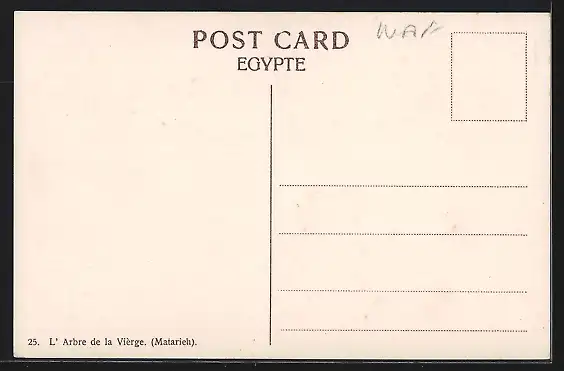 POST CARD
EGYPTE
25. L' Arbre de la Vièrge. (Matarieh).